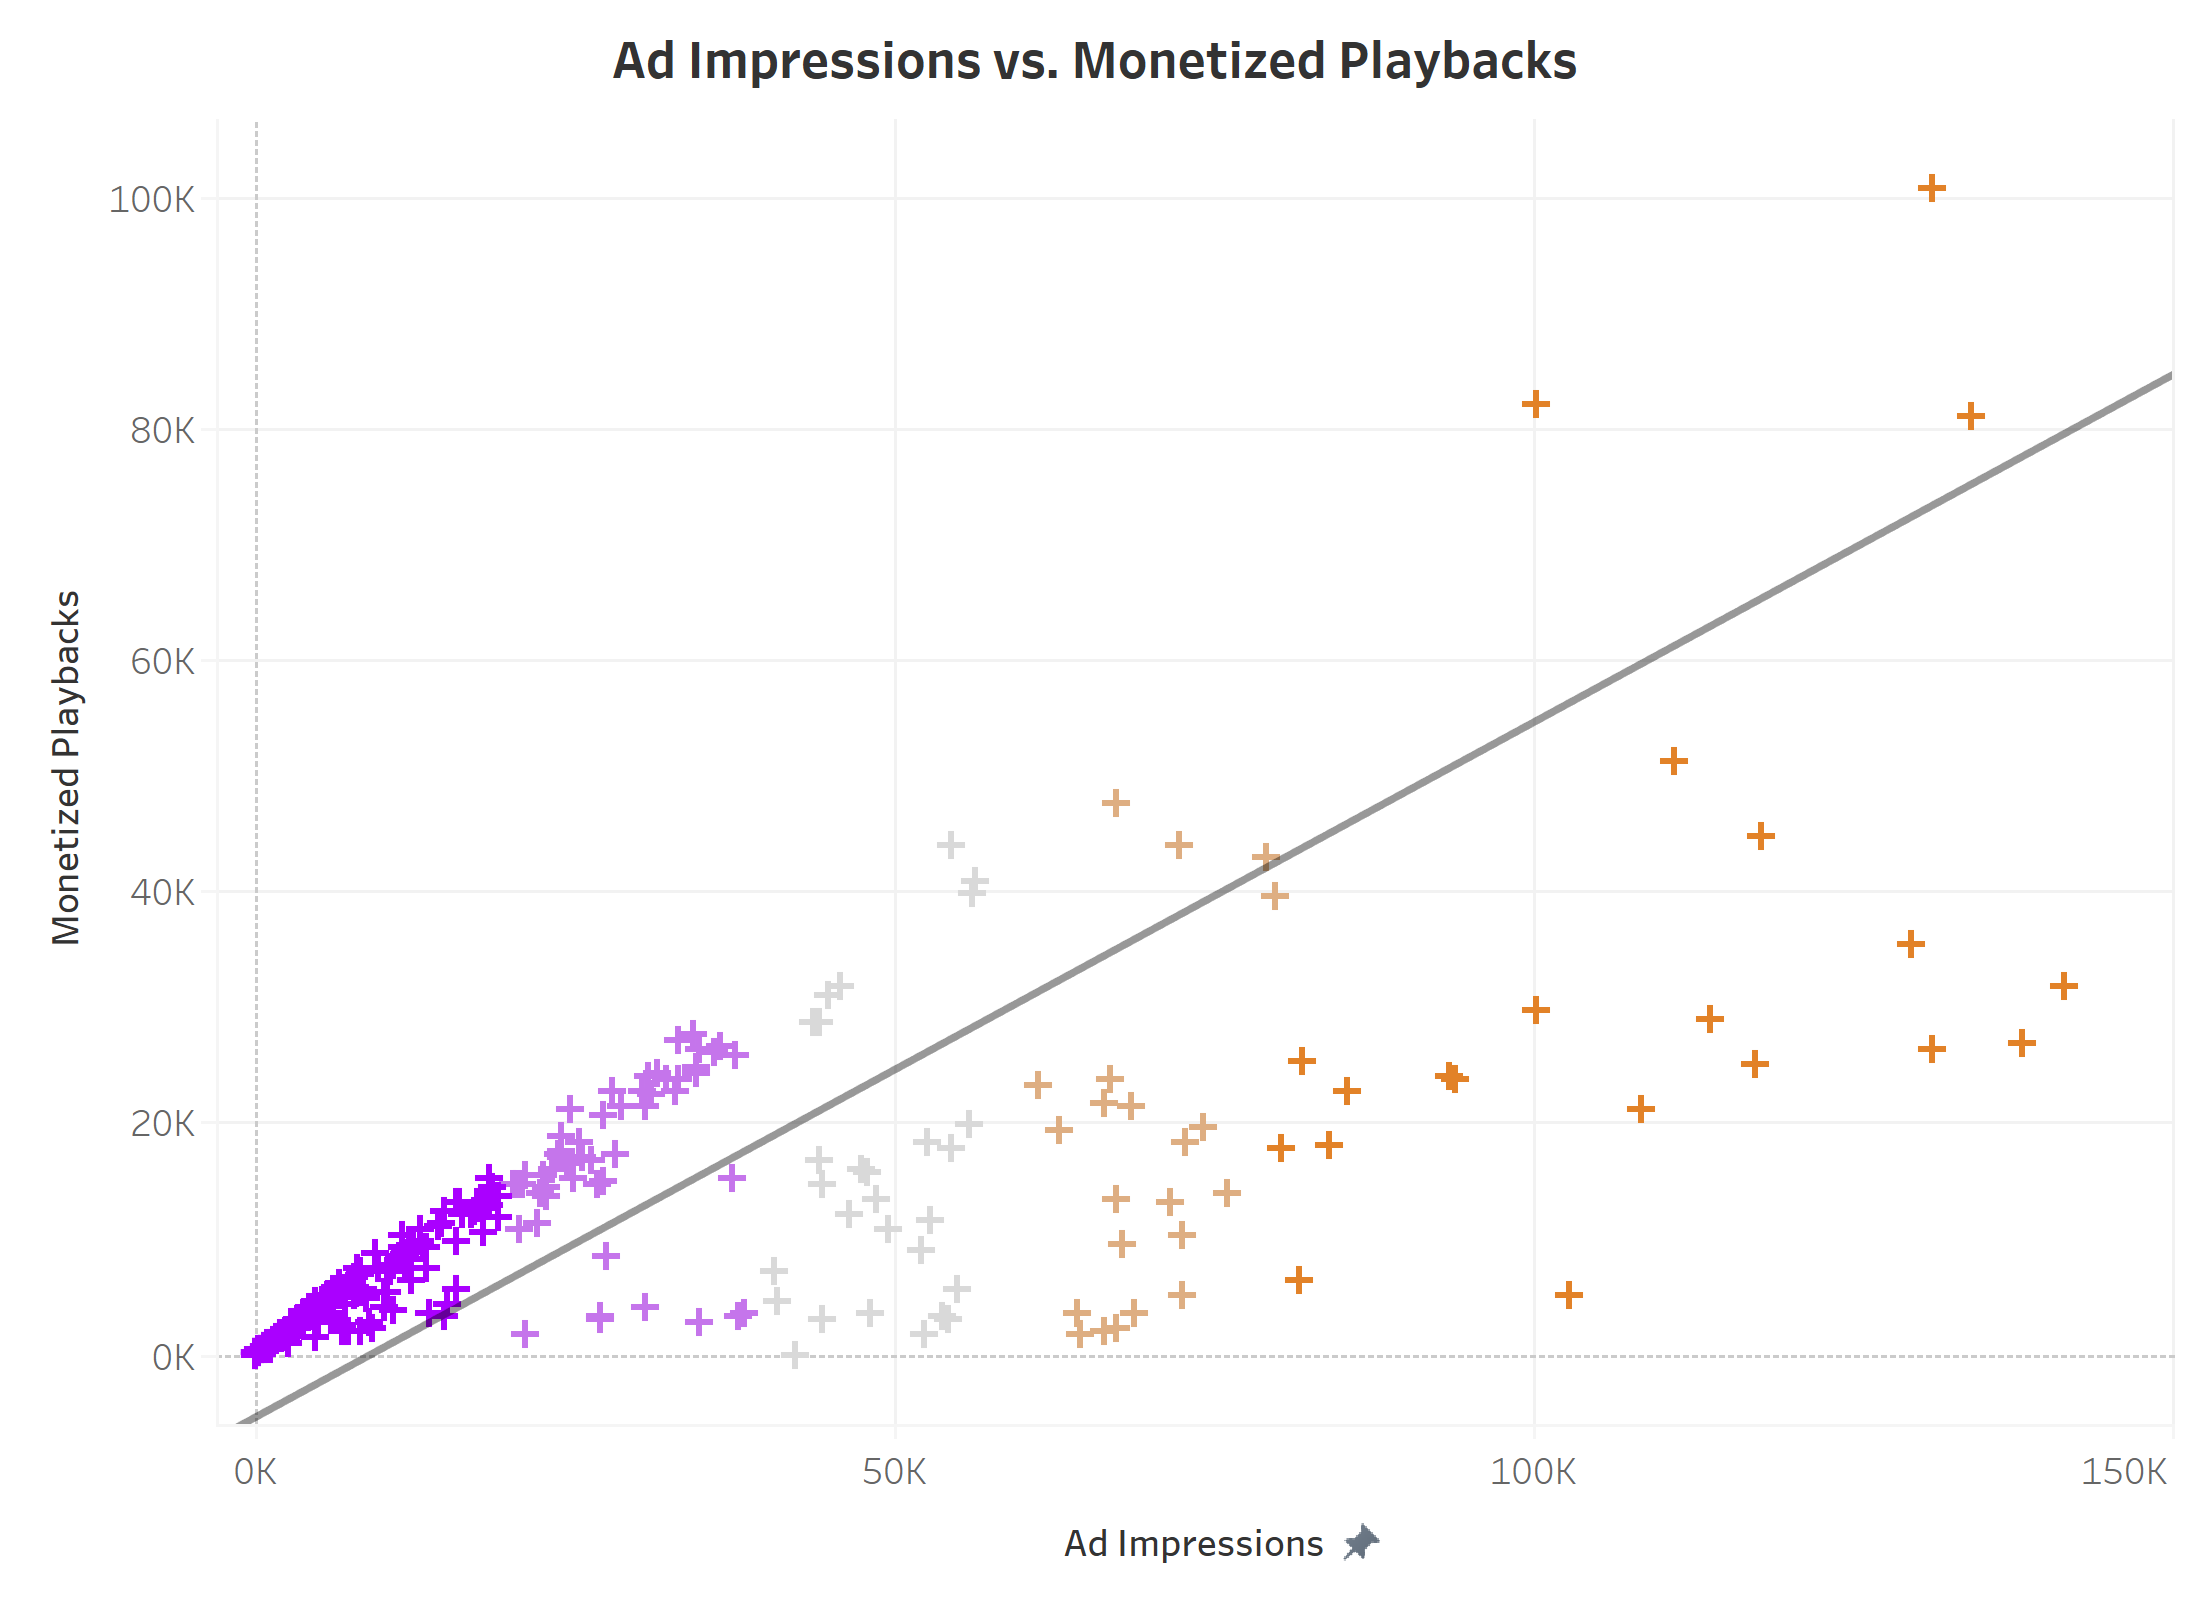 Ad Impressions vs. Monetized Playbacks
100K
80K
60K
40K
20K
0K
Monetized Playbacks
0K
50K
100K
150K
Ad Impressions